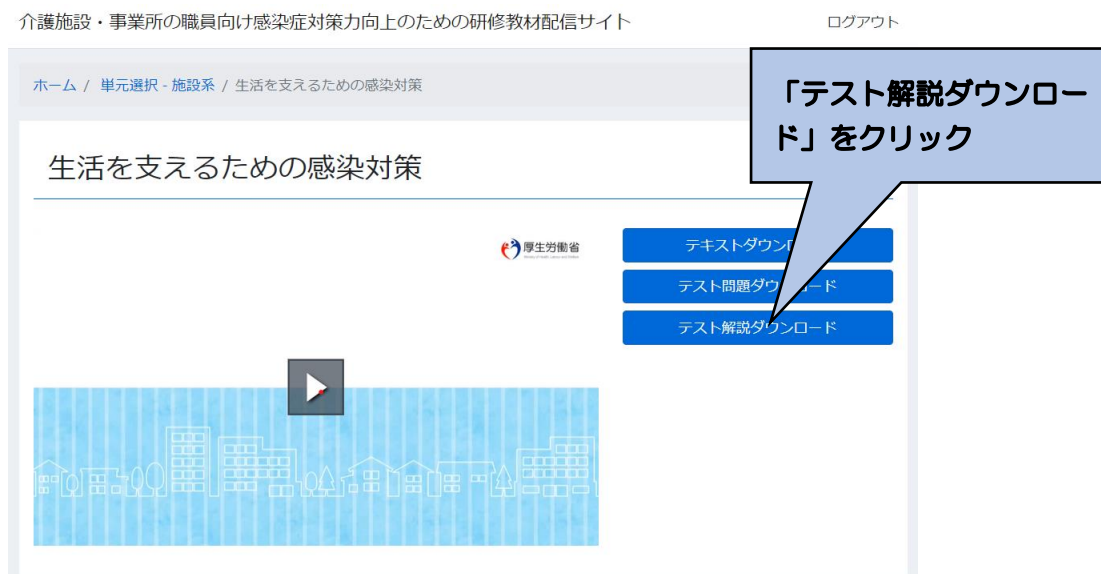 介護施設・事業所の職員向け感染症対策力向上のための研修教材配信サイト
ログアウト
ホーム / 単元選択 - 施設系 / 生活を支えるための感染対策
「テスト解説ダウンロー
ド」をクリック
生活を支えるための感染対策
厚生労働省
テキストダウンロ
テスト問題ダウンロード
テスト解説ダウンロード